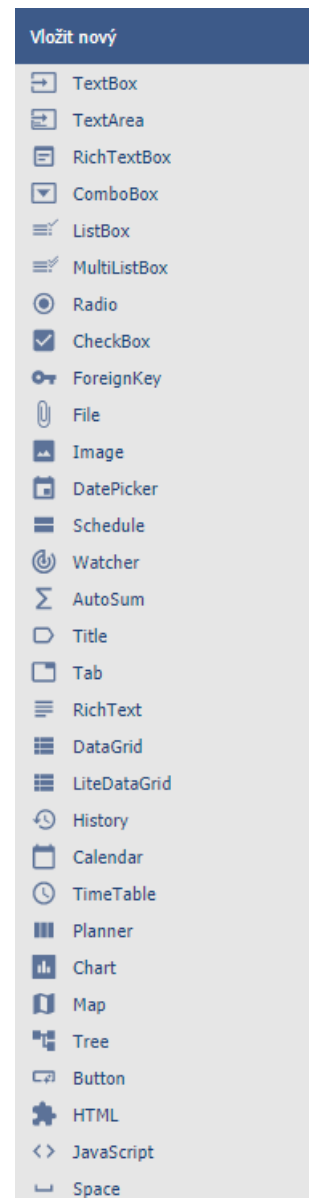 Vložit nový
TextBox
TextArea
RichTextBox
ComboBox
ListBox
MultiListBox
Radio
CheckBox
ForeignKey
File
Image
DatePicker
Schedule
Watcher
AutoSum
Title
Tab
RichText
DataGrid
LiteDataGrid
History
Calendar
TimeTable
Planner
Chart
Map
Tree
Button
HTML
JavaScript
Space